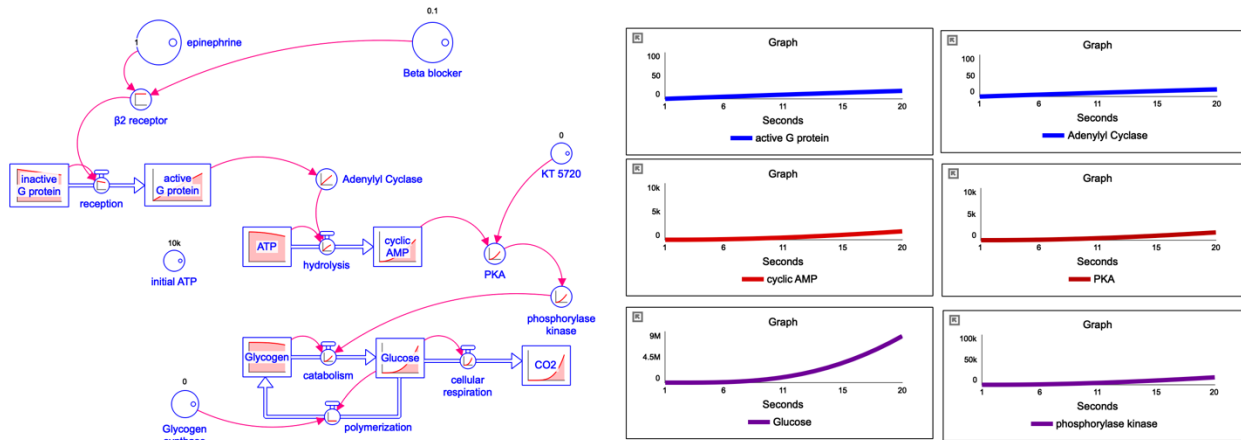 0.1
1
epinephrine
Beta blocker
β2 receptor
0
KT 5720
inactive
G protein
reception
active
G protein
Adenylyl Cyclase
10k
initial ATP
ATP
hydrolysis
cyclic
AMP
PKA
phosphorylase
kinase
Glycogen
catabolism
Glucose
cellular
respiration
CO2
0
Glycogen
polymerization
Graph
100
50
0
1 6 11 15 20
Seconds
active G protein
Graph
100
50
0
1 6 11 15 20
Seconds
Adenylyl Cyclase
Graph
10k
5k
0
1 6 11 15 20
Seconds
cyclic AMP
Graph
10k
5k
0
1 6 11 15 20
Seconds
PKA
Graph
9M
4.5M
0
1 6 11 15 20
Seconds
Glucose
Graph
100k
50k
0
1 6 11 15 20
Seconds
phosphorylase kinase